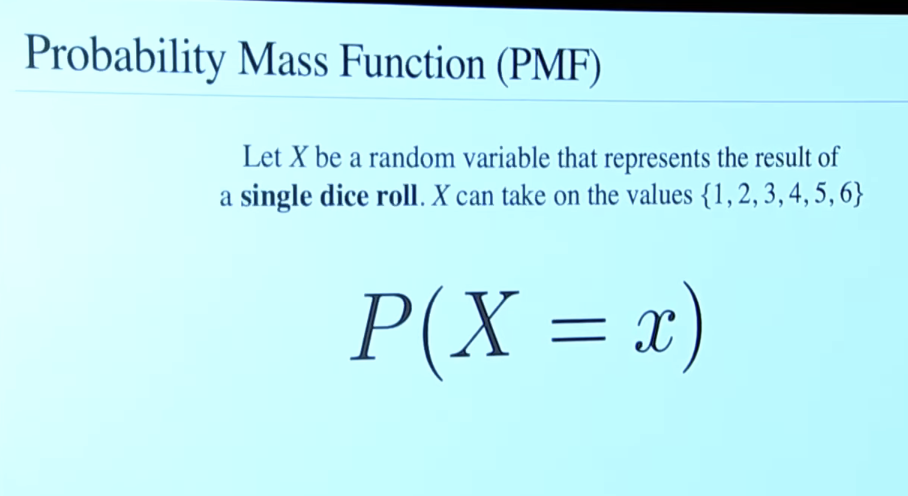 Probability Mass Function (PMF)
Let X be a random variable that represents the result of
a single dice roll. X can take on the values {1, 2, 3, 4, 5, 6}
P(X = x)